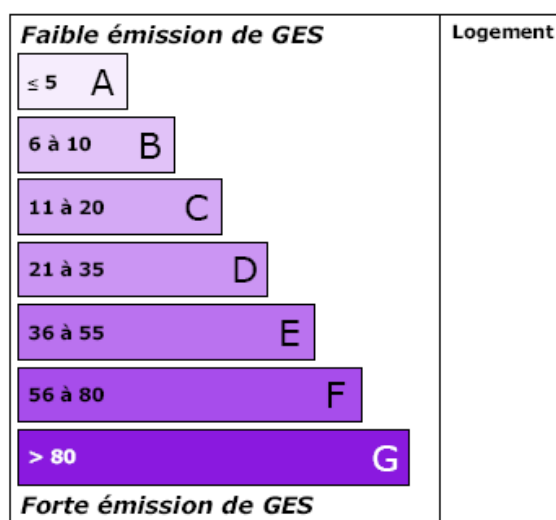 Faible émission de GES
Logement
≤ 5 A
6 à 10 B
11 à 20 C
21 à 35 D
36 à 55 E
56 à 80 F
> 80 G
Forte émission de GES